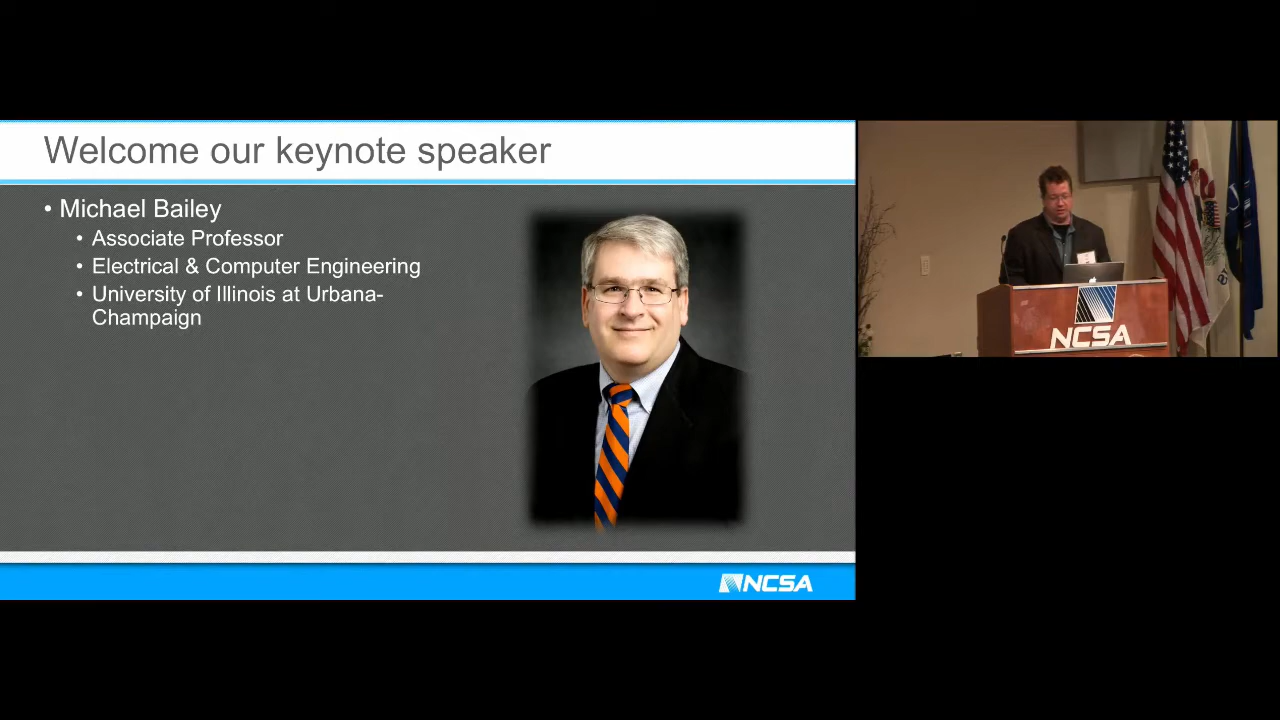 Welcome our keynote speaker
• Michael Bailey
• Associate Professor
• Electrical & Computer Engineering
• University of Illinois at Urbana-
Champaign
NCSA
NCSA